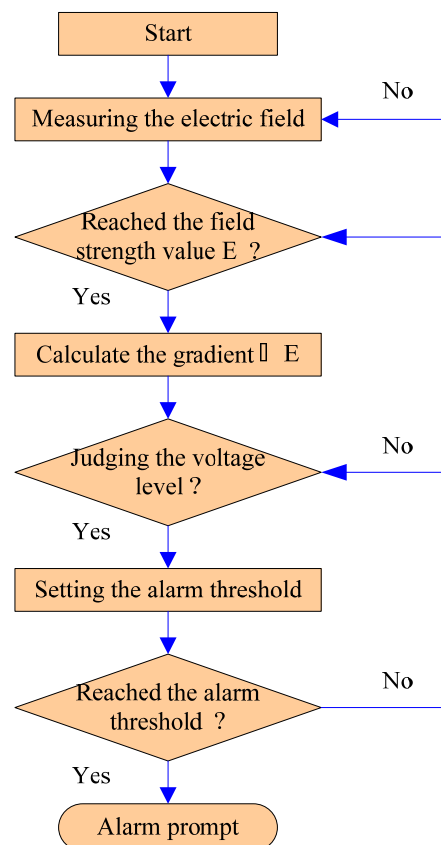 Start
No
Measuring the electric field
Reached the field
strength value E ?
Yes
Calculate the gradient▯ E
No
Judging the voltage
level?
Yes
Setting the alarm threshold
No
Reached the alarm
threshold ?
Yes
Alarm prompt